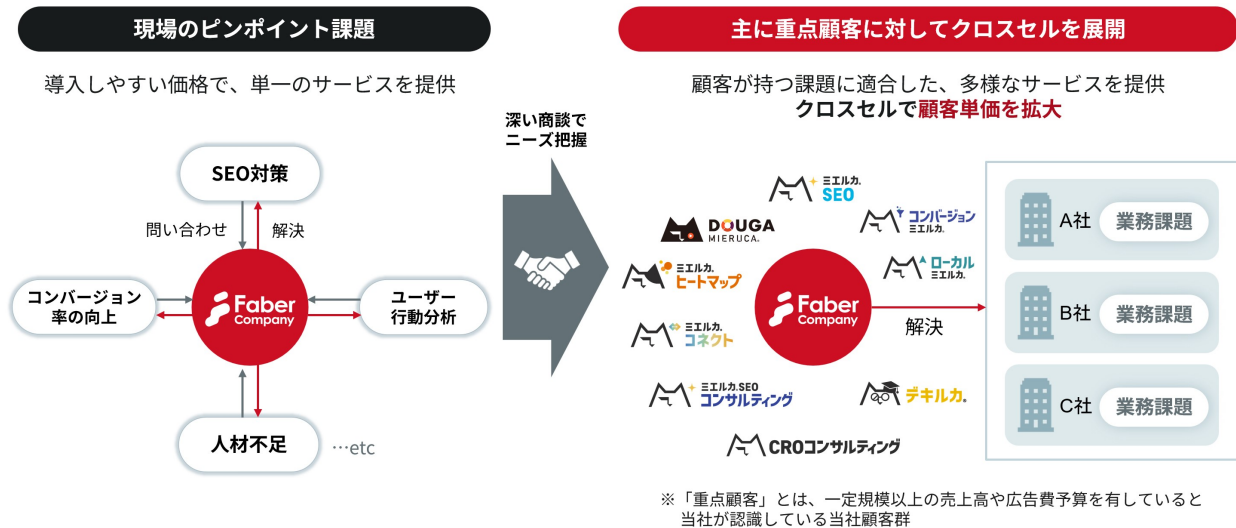 現場のピンポイント課題
導入しやすい価格で、単一のサービスを提供
SEO対策
問い合わせ
解決
コンバージョン
率の向上
Faber
Company
ユーザー
行動分析
人材不足
…etc
深い商談で
ニーズ把握
主に重点顧客に対してクロスセルを展開
顧客が持つ課題に適合した、多様なサービスを提供
クロスセルで顧客単価を拡大
ミエルカ.
SEO
DOUGA
MIERUCA.
コンバージョン
ミエルカ.
ミエルカ.
ヒートマップ
ローカル
ミエルカ.
ミエルカ.
コネクト
Faber
Company
解決
ミエルカ.SEO
コンサルティング
デキルカ.
CROコンサルティング
A社 業務課題
B社 業務課題
C社 業務課題
※「重点顧客」とは、一定規模以上の売上高や広告費予算を有していると
当社が認識している当社顧客群